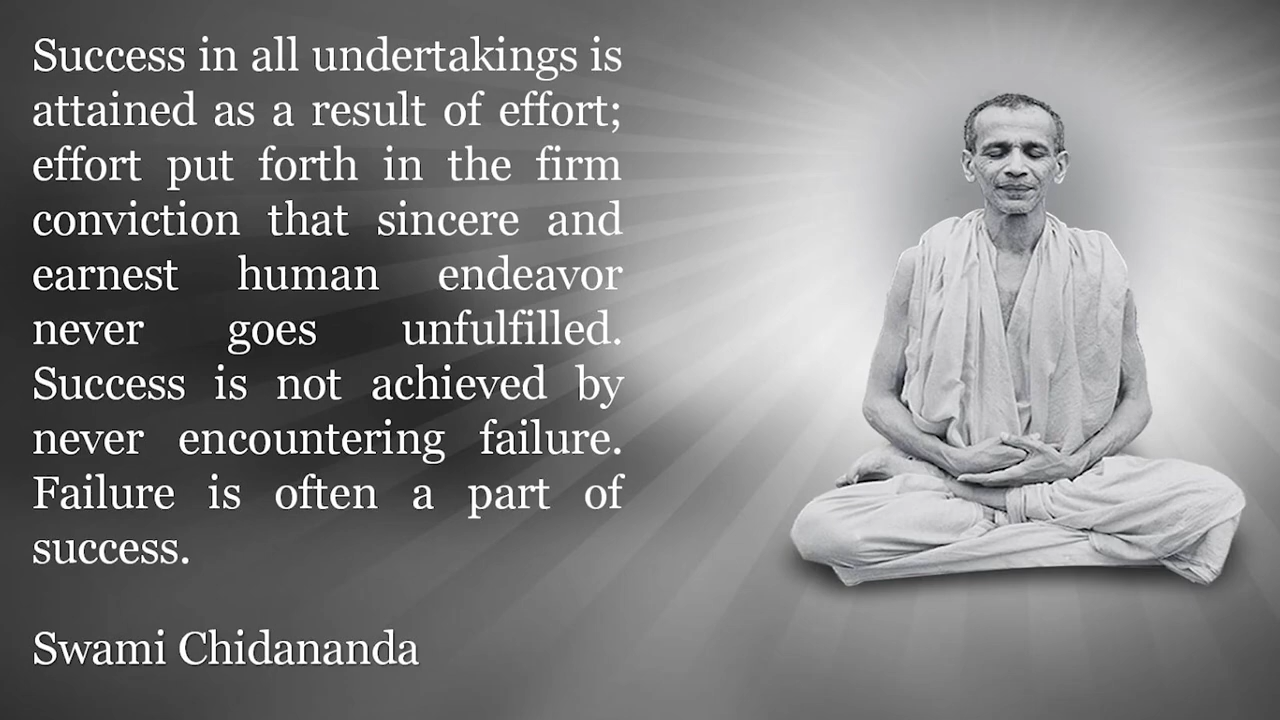 Success in all undertakings is
attained as a result of effort;
effort put forth in the firm
conviction that sincere and
earnest human endeavor
never goes unfulfilled.
Success is not achieved by
never encountering failure.
Failure is often a part of
success.
Swami Chidananda